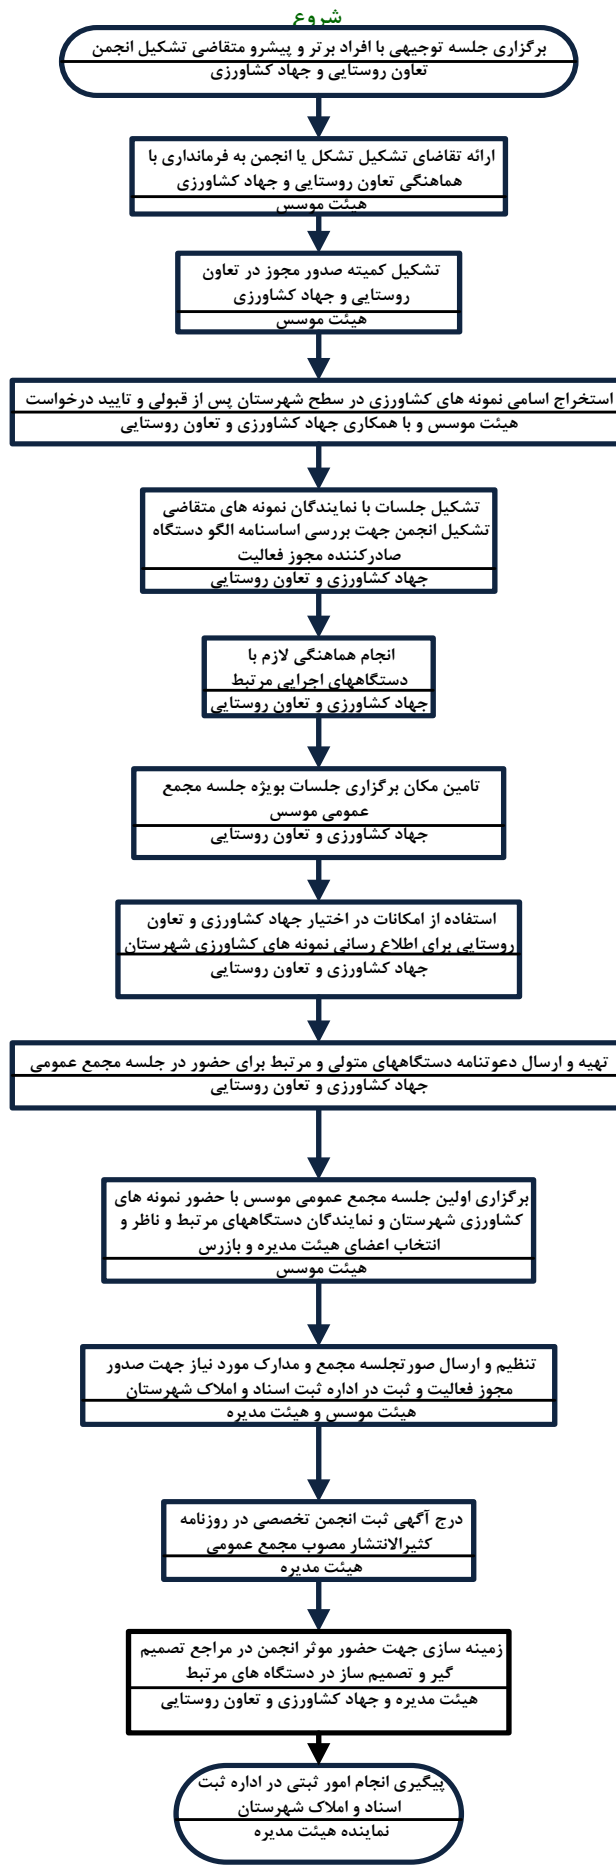 شروع
برگزاری جلسه توجیهی با افراد برتر و پیشرو متقاضی تشکیل انجمن
تعاون روستایی و جهاد کشاورزی
ارائه تقاضای تشکیل تشکل یا انجمن به فرمانداری با
هماهنگی تعاون روستایی و جهاد کشاورزی
هیئت موسس
تشکیل کمیته صدور مجوز در تعاون
روستایی و جهاد کشاورزی
هیئت موسس
استخراج اسامی نمونه های کشاورزی در سطح شهرستان پس از قبولی و تایید درخواست
هیئت موسس و با همکاری جهاد کشاورزی و تعاون روستایی
تشکیل جلسات با نمایندگان نمونه های متقاضی
تشکیل انجمن جهت بررسی اساسنامه الگو دستگاه
صادرکننده مجوز فعالیت
جهاد کشاورزی و تعاون روستایی
انجام هماهنگی لازم با
دستگاههای اجرایی مرتبط
جهاد کشاورزی و تعاون روستایی
تامین مکان برگزاری جلسات بویژه جلسه مجمع
عمومی موسس
جهاد کشاورزی و تعاون روستایی
استفاده از امکانات در اختیار جهاد کشاورزی و تعاون
روستایی برای اطلاع رسانی نمونه های کشاورزی شهرستان
جهاد کشاورزی و تعاون روستایی
تهیه و ارسال دعوتنامه دستگاههای متولی و مرتبط برای حضور در جلسه مجمع عمومی
جهاد کشاورزی و تعاون روستایی
برگزاری اولین جلسه مجمع عمومی موسس با حضور نمونه های
کشاورزی شهرستان و نمایندگان دستگاههای مرتبط و ناظر و
انتخاب اعضای هیئت مدیره و بازرس
هیئت موسس
تنظیم و ارسال صورتجلسه مجمع و مدارک مورد نیاز جهت صدور
مجوز فعالیت و ثبت در اداره ثبت اسناد و املاک شهرستان
هیئت موسس و هیئت مدیره
درج آگهی ثبت انجمن تخصصی در روزنامه
کثیرالانتشار مصوب مجمع عمومی
هیئت مدیره
زمینه سازی جهت حضور موثر انجمن در مراجع تصمیم
گیر و تصمیم ساز در دستگاه های مرتبط
هیئت مدیره و جهاد کشاورزی و تعاون روستایی
پیگیری انجام امور ثبتی در اداره ثبت
اسناد و املاک شهرستان
نماینده هیئت مدیره